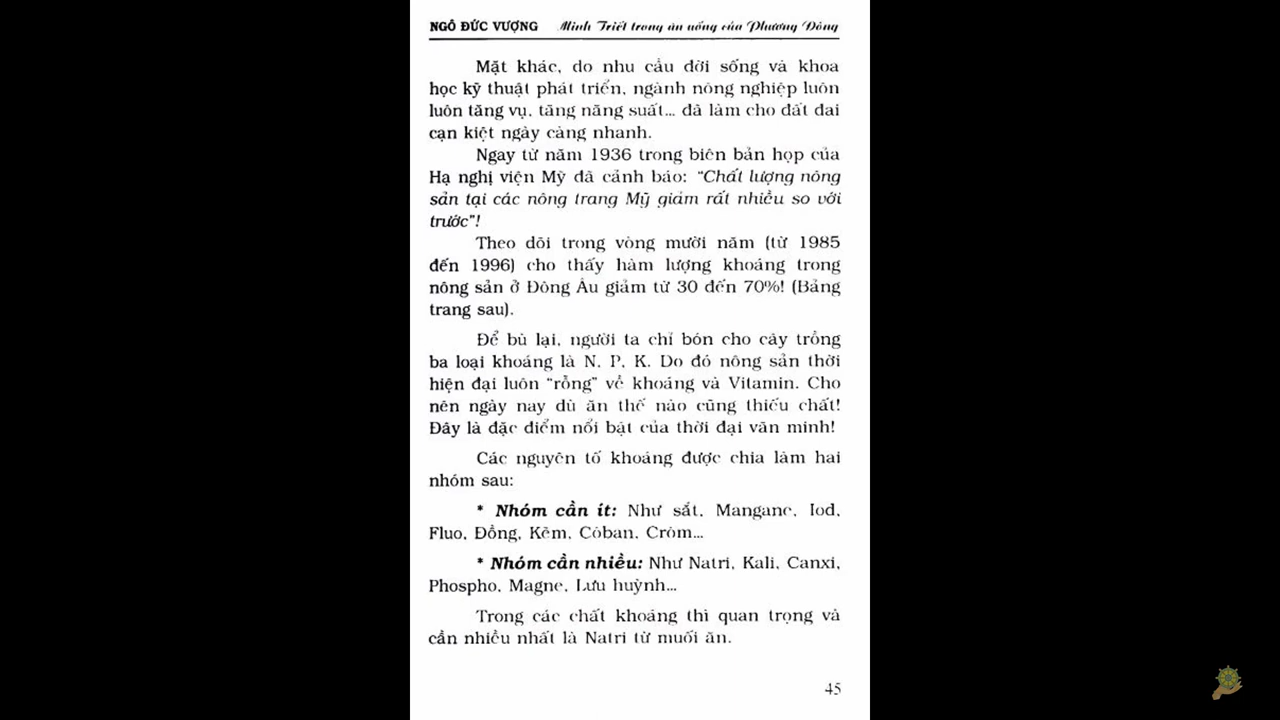 NGÔ ĐỨC VƯỢNG Minh Triết trong ăn uống của Phương Đông
Mặt khác, do nhu cầu đời sống và khoa
học kỹ thuật phát triển, ngành nông nghiệp luôn
luôn tăng vụ, tăng năng suất... đã làm cho đất đai
cạn kiệt ngày càng nhanh.
Ngay từ năm 1936 trong biên bản họp của
Hạ nghị viện Mỹ đã cảnh báo: “Chất lượng nông
sản tại các nông trang Mỹ giảm rất nhiều so với
trước”!
Theo dõi trong vòng mười năm (từ 1985
đến 1996) cho thấy hàm lượng khoáng trong
nông sản ở Đông Âu giảm từ 30 đến 70%! (Bảng
trang sau).
Để bù lại, người ta chỉ bón cho cây trồng
ba loại khoáng là N, P, K. Do đó nông sản thời
hiện đại luôn “rỗng” về khoáng và Vitamin. Cho
nên ngày nay dù ăn thế nào cũng thiếu chất!
Đây là đặc điểm nổi bật của thời đại văn minh!
Các nguyên tố khoáng được chia làm hai
nhóm sau:
* Nhóm cần ít: Như sắt, Mangane, Iod,
Fluo, Đồng, Kẽm, Côban, Crôm...
* Nhóm cần nhiều: Như Natri, Kali, Canxi,
Phospho, Magne, Lưu huỳnh...
Trong các chất khoáng thì quan trọng và
cần nhiều nhất là Natri từ muối ăn.
45